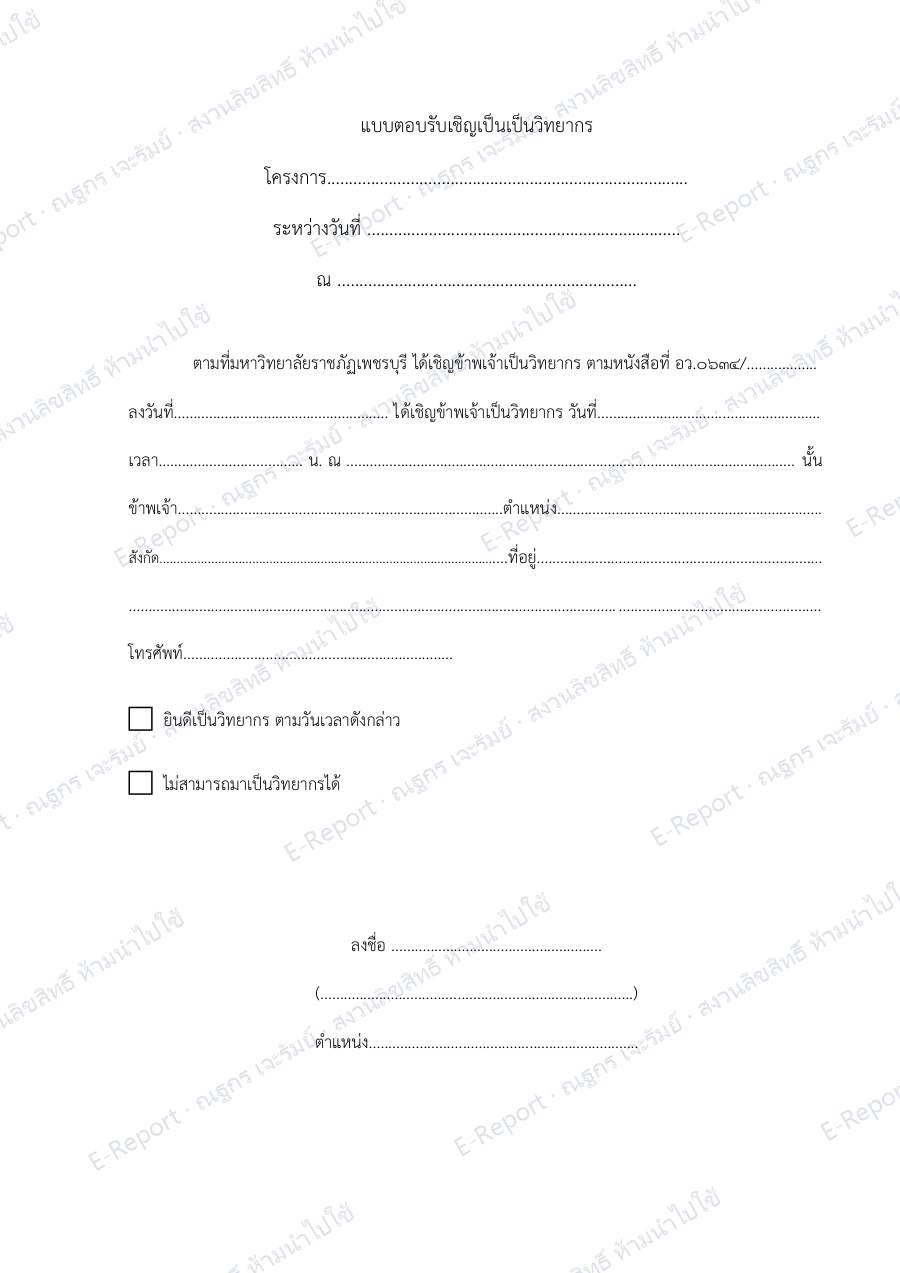 แบบตอบรับเชิญเป็นเป็นวิทยากร
โครงการ..................................................................................
ระหว่างวันที่ .......................................................................
ณ ....................................................................
ตามที่มหาวิทยาลัยราชภัฏเพชรบุรี ได้เชิญข้าพเจ้าเป็นวิทยากร ตามหนังสือที่ อว.๐๖๓๔/..................
ลงวันที่....................................................... ได้เชิญข้าพเจ้าเป็นวิทยากร วันที่.........................................................
เวลา..................................... น. ณ ................................................................................................................... นั้น
ข้าพเจ้า...................................................................................ตำแหน่ง....................................................................
สังกัด.....................................................................................................ที่อยู่.........................................................................
............................................................................................................................. ....................................................
โทรศัพท์.....................................................................
ยินดีเป็นวิทยากร ตามวันเวลาดังกล่าว
ไม่สามารถมาเป็นวิทยากรได้
ลงชื่อ ......................................................
(................................................................................)
ตำแหน่ง.....................................................................
E-Report · ณฐกร เจะรัมย์ · สงวนลิขสิทธิ์ ห้ามนำไปใช้